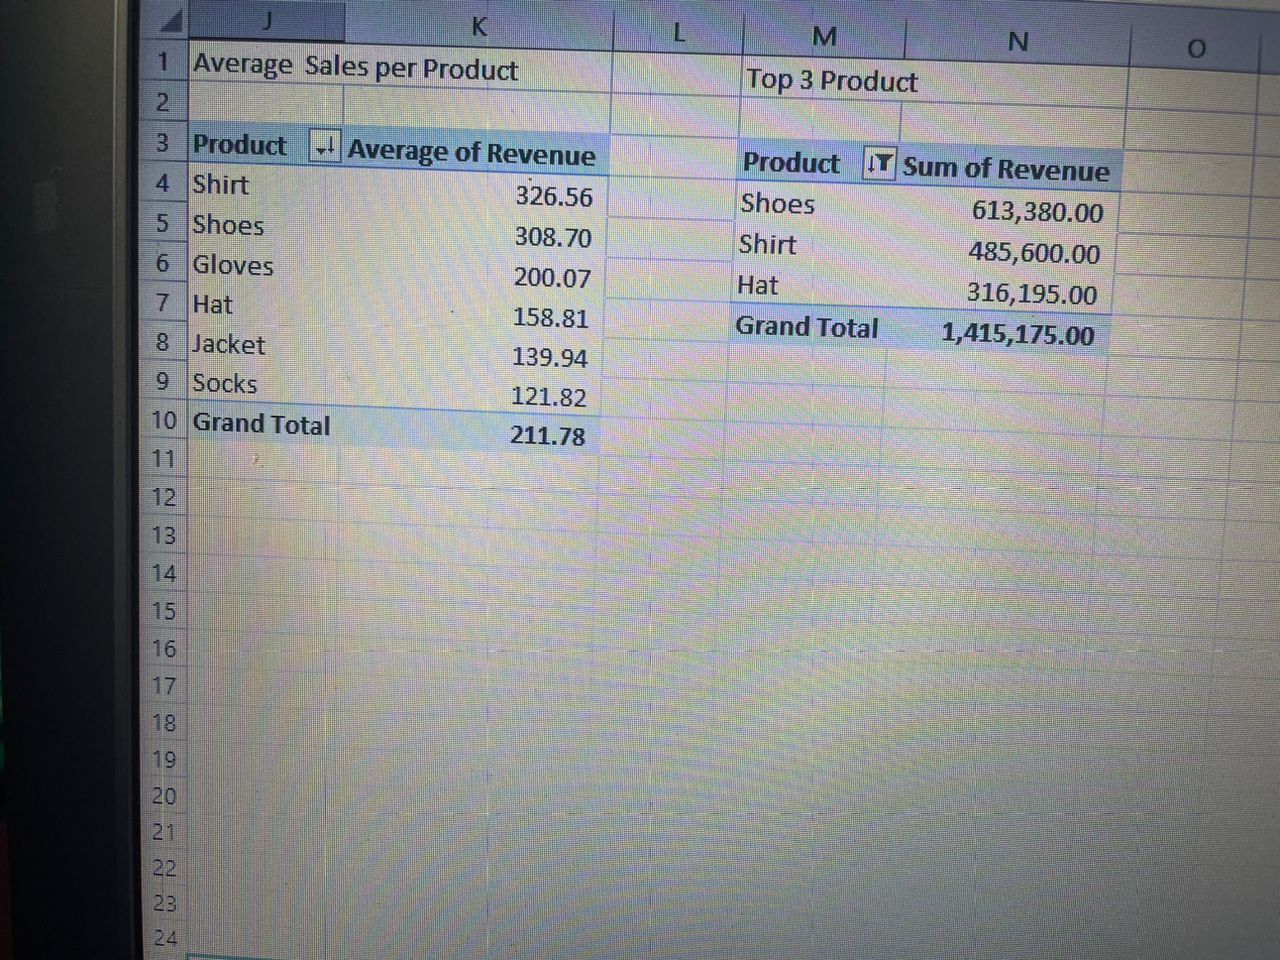 J K L M N O
1 Average Sales per Product Top 3 Product
2
3 Product Average of Revenue Product Sum of Revenue
4 Shirt 326.56 Shoes 613,380.00
5 Shoes 308.70 Shirt 485,600.00
6 Gloves 200.07 Hat 316,195.00
7 Hat 158.81 Grand Total 1,415,175.00
8 Jacket 139.94
9 Socks 121.82
10 Grand Total 211.78
11
12
13
14
15
16
17
18
19
20
21
22
23
24